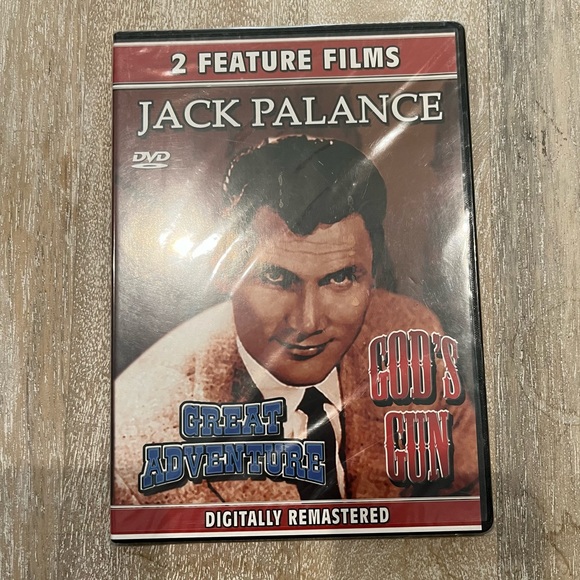 2 FEATURE FILMS
JACK PALANCE
DVD
GREAT
ADVENTURE
GOD'S
GUN
DIGITALLY REMASTERED